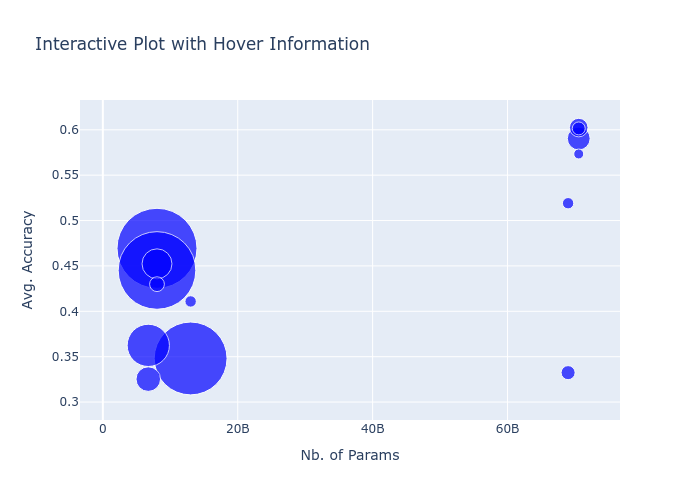 Interactive Plot with Hover Information
0.6
0.55
0.5
0.45
0.4
0.35
0.3
Avg. Accuracy
0
20B
40B
60B
Nb. of Params